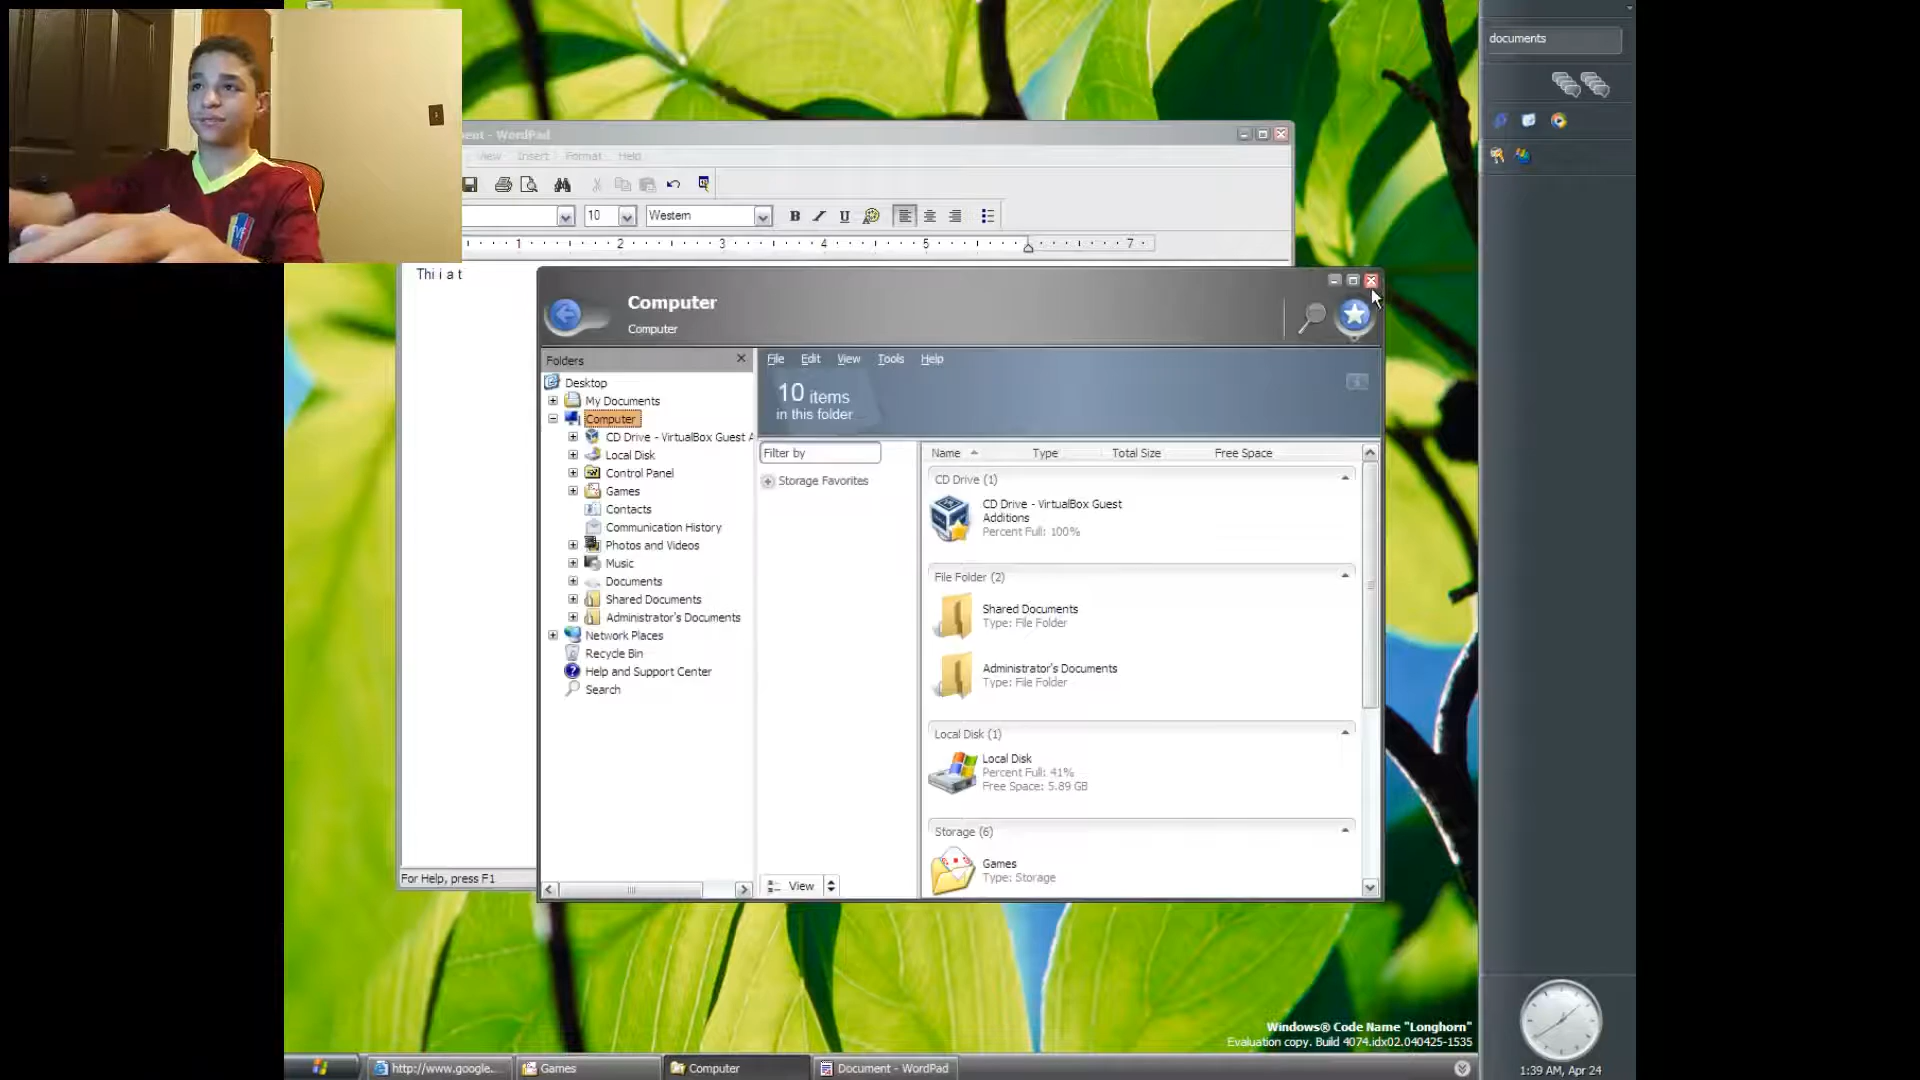 documents
ent - WordPad
View Insert Format Help
10 Western B U
1 2 3 4 5 7
Thi i a t
Computer
Computer
Folders
File Edit View Tools Help
10 items
in this folder
Desktop
My Documents
Computer
CD Drive - VirtualBox Guest A
Local Disk
Control Panel
Games
Contacts
Communication History
Photos and Videos
Music
Documents
Shared Documents
Administrator's Documents
Network Places
Recycle Bin
Help and Support Center
Search
Filter by
Storage Favorites
View
Name Type Total Size Free Space
CD Drive (1)
CD Drive - VirtualBox Guest
Additions
Percent Full: 100%
File Folder (2)
Shared Documents
Type: File Folder
Administrator's Documents
Type: File Folder
Local Disk (1)
Local Disk
Percent Full: 41%
Free Space: 5.89 GB
Storage (6)
Games
Type: Storage
For Help, press F1
Windows® Code Name "Longhorn"
Evaluation copy. Build 4074.idx02.040425-1535
http://www.google.... Games Computer Document - WordPad
1:39 AM, Apr 24